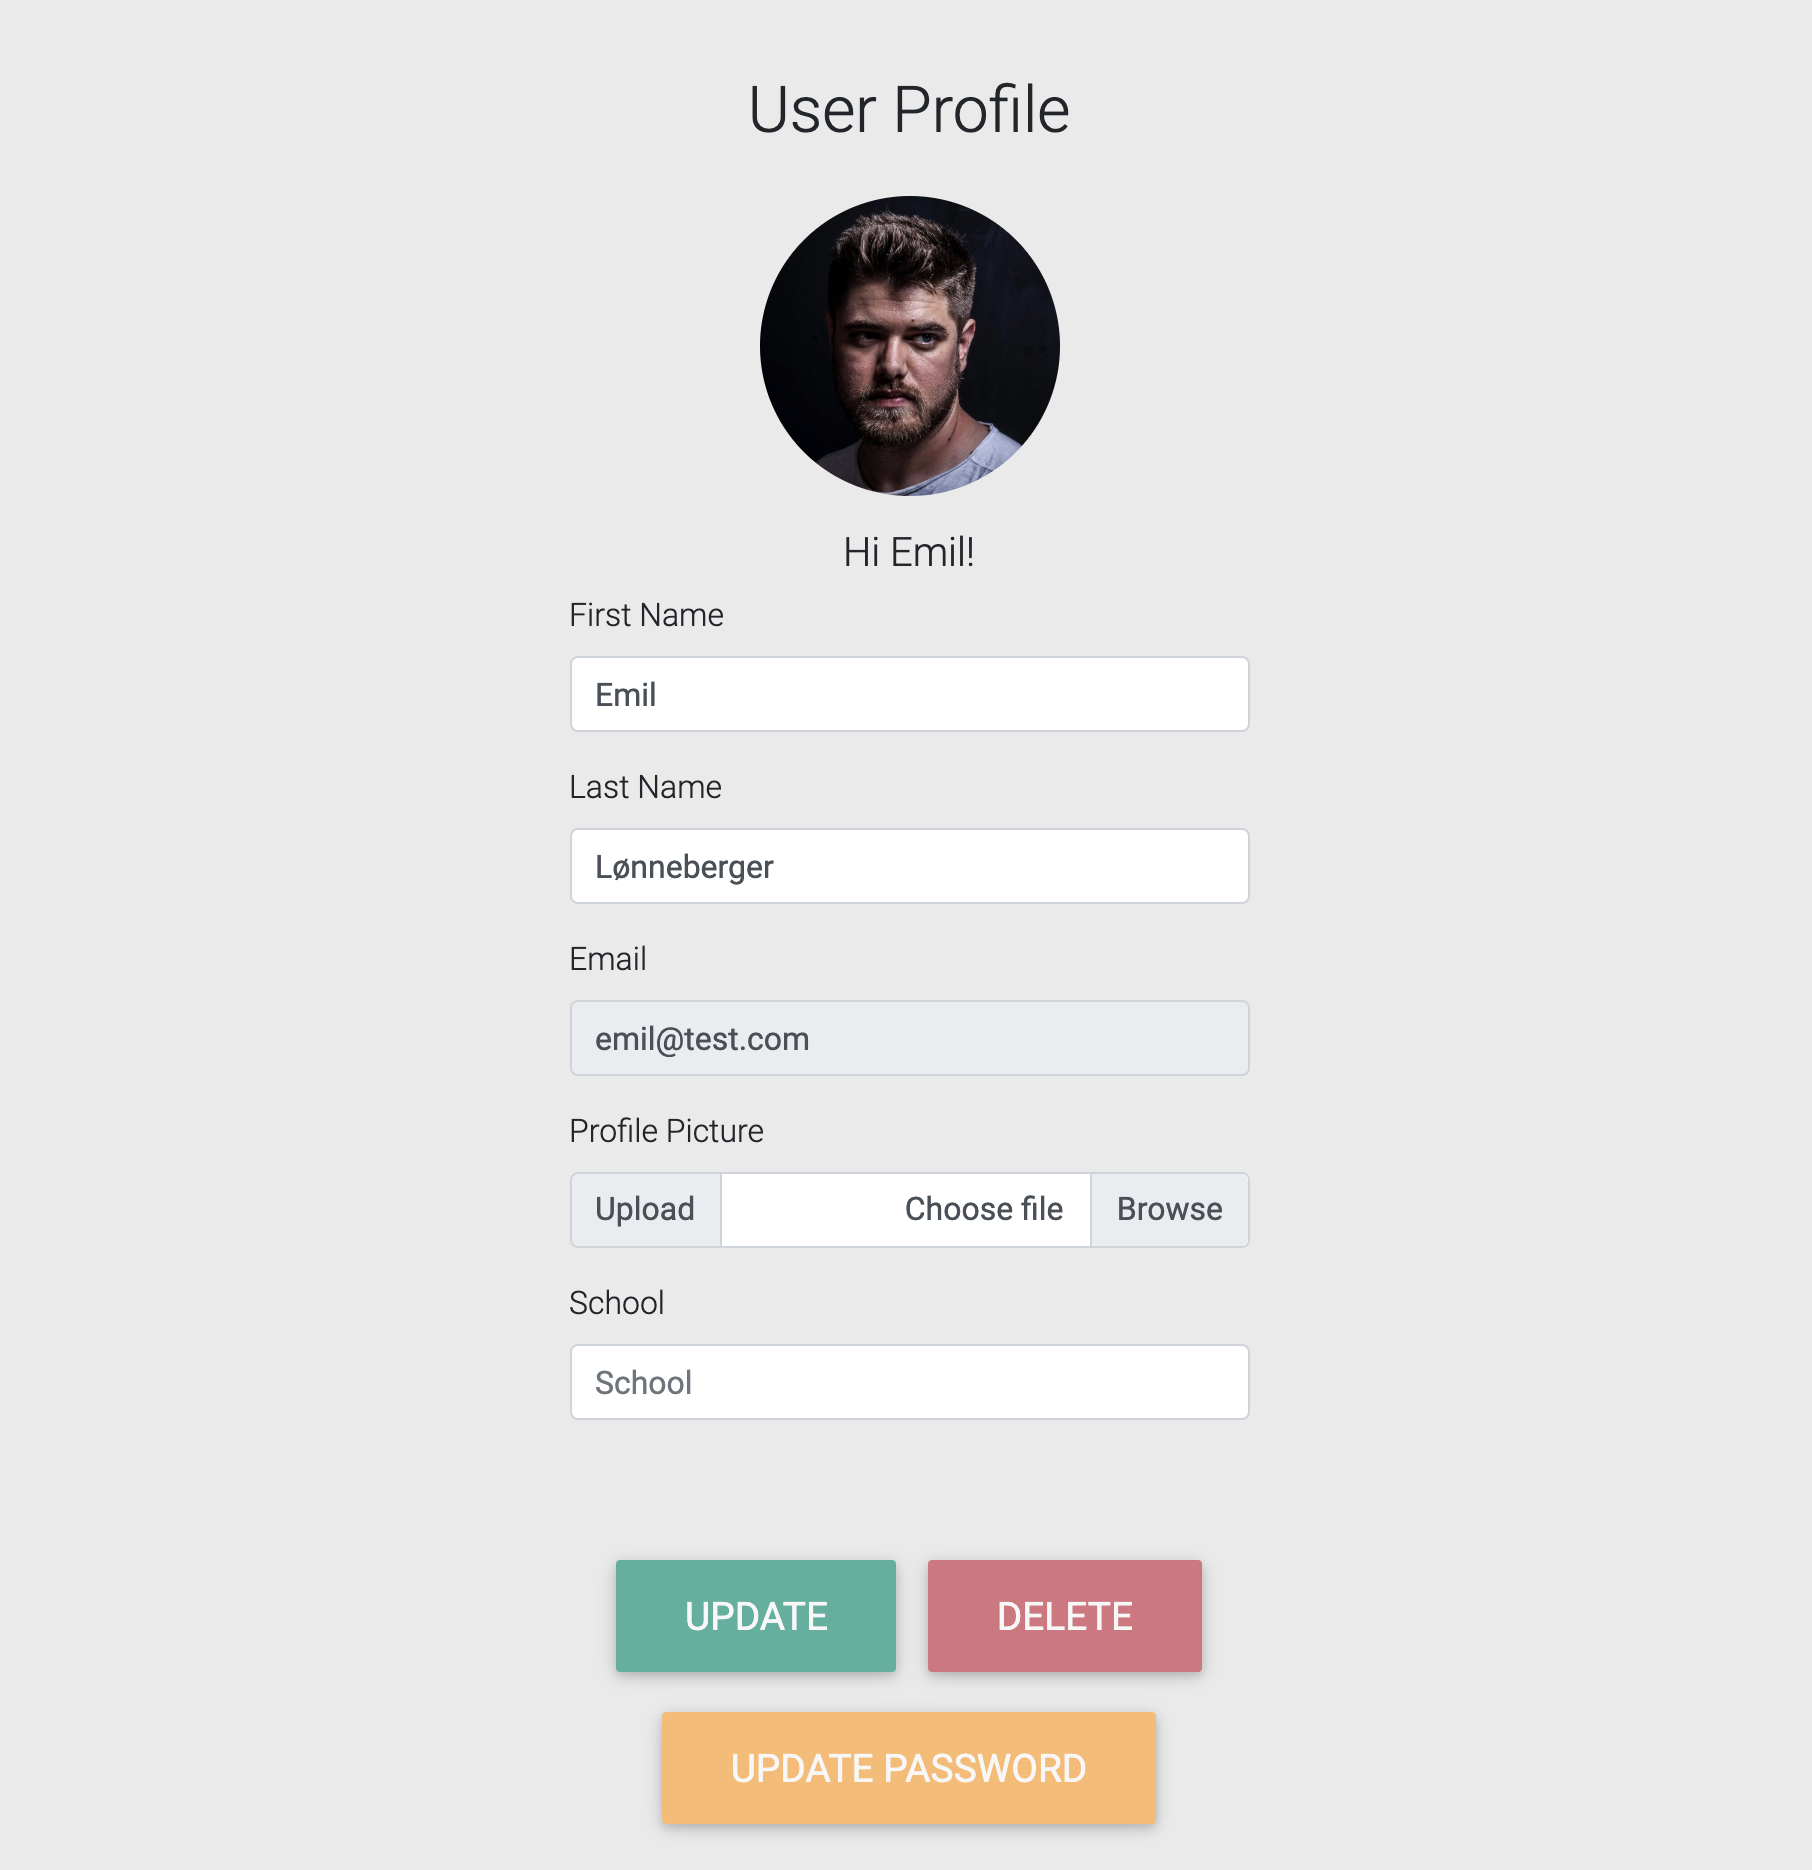 User Profile
Hi Emil!
First Name
Emil
Last Name
Lønneberger
Email
emil@test.com
Profile Picture
Upload Choose file Browse
School
School
UPDATE DELETE
UPDATE PASSWORD